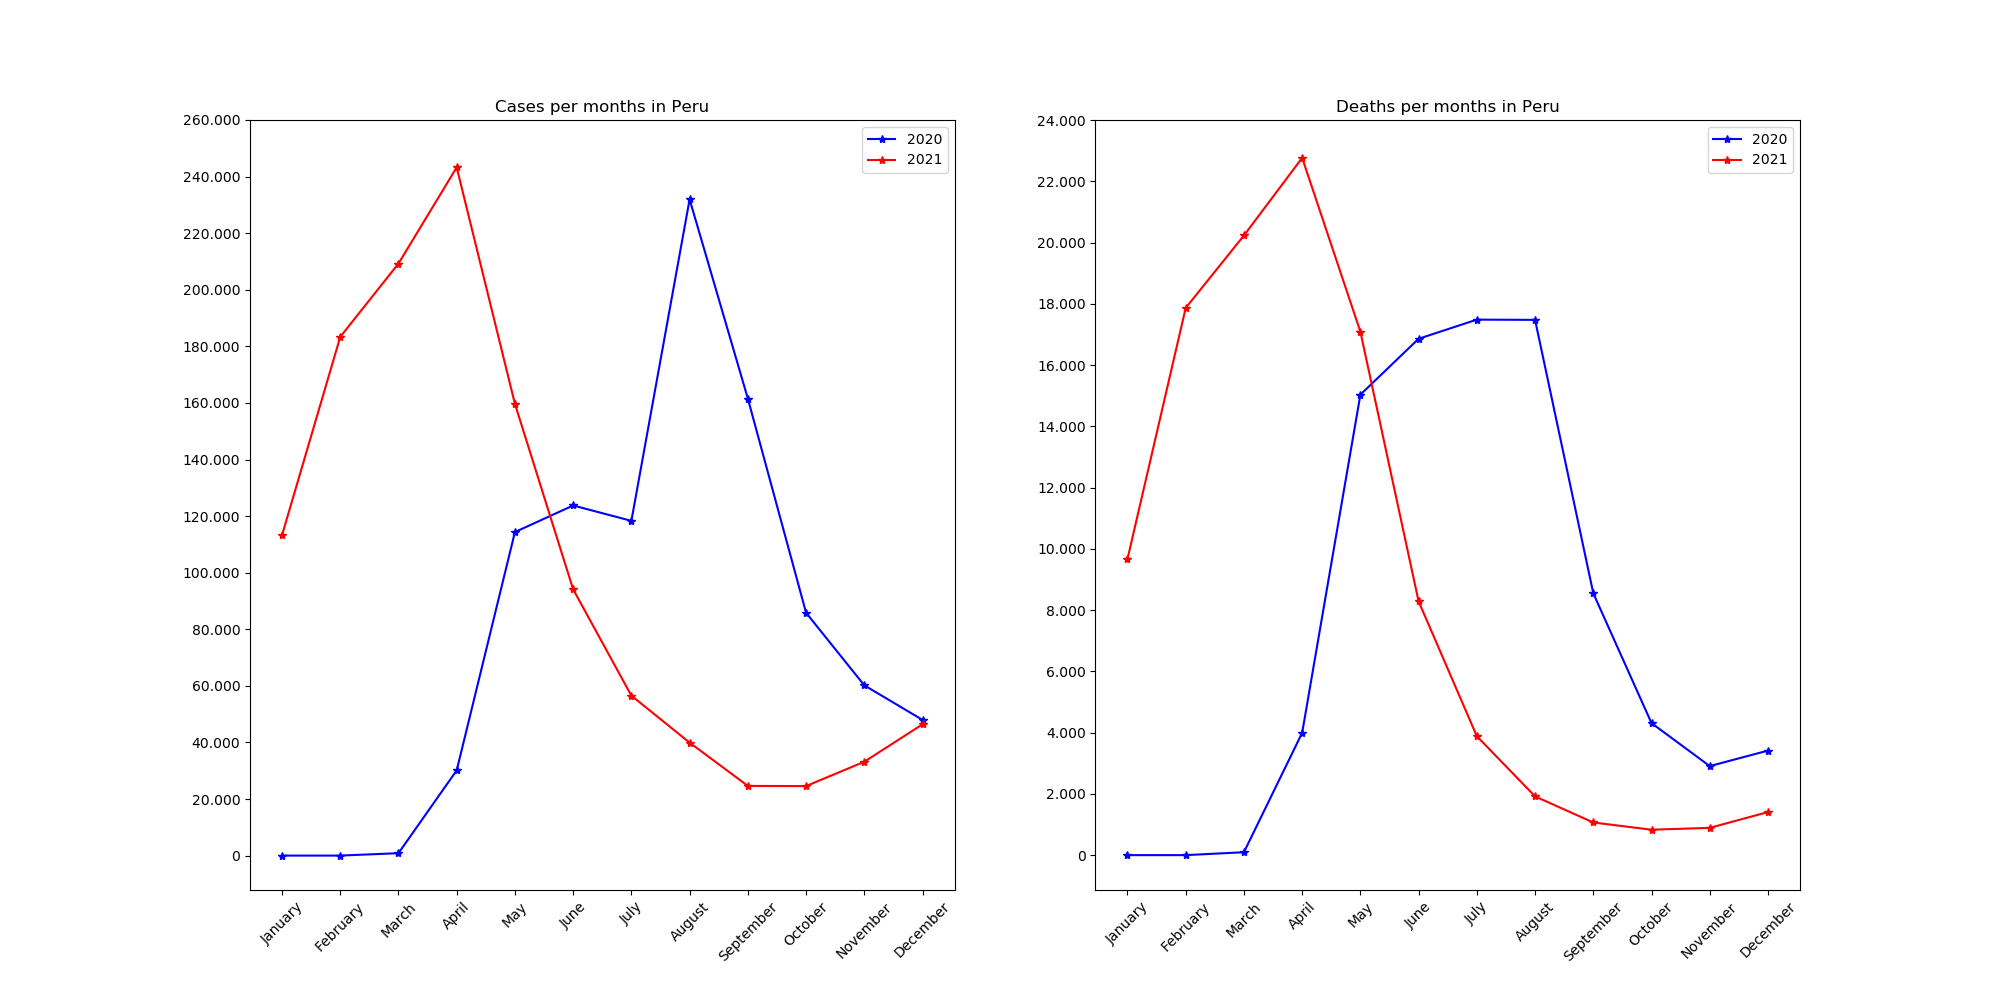 Cases per months in Peru
260.000
240.000
220.000
200.000
180.000
160.000
140.000
120.000
100.000
80.000
60.000
40.000
20.000
0
2020
2021
January
February
March
April
May
June
July
August
September
October
November
December
Deaths per months in Peru
24.000
22.000
20.000
18.000
16.000
14.000
12.000
10.000
8.000
6.000
4.000
2.000
0
2020
2021
January
February
March
April
May
June
July
August
September
October
November
December